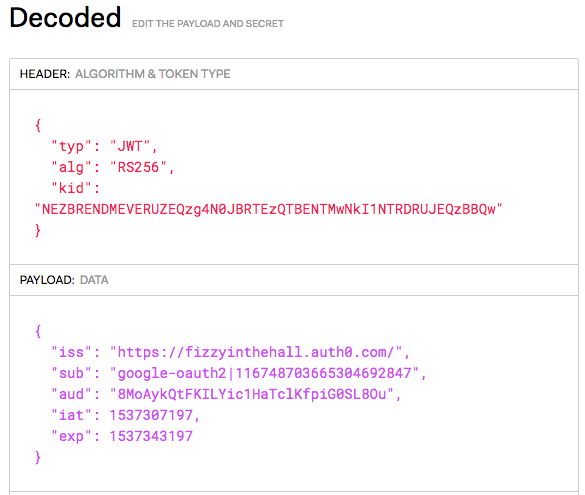 Decoded EDIT THE PAYLOAD AND SECRET
HEADER: ALGORITHM & TOKEN TYPE
{
"typ": "JWT",
"alg": "RS256",
"kid":
"NEZBRENDMEVERUZEQzg4N0JBRTEzQTBENTMwNkI1NTRDRUJEQzBBQw"
}
PAYLOAD: DATA
{
"iss": "https://fizzyinthehall.auth0.com/",
"sub": "google-oauth2|116748703665304692847",
"aud": "8MoAykQtFKILYic1HaTclKfpiG0SL8Ou",
"iat": 1537307197,
"exp": 1537343197
}